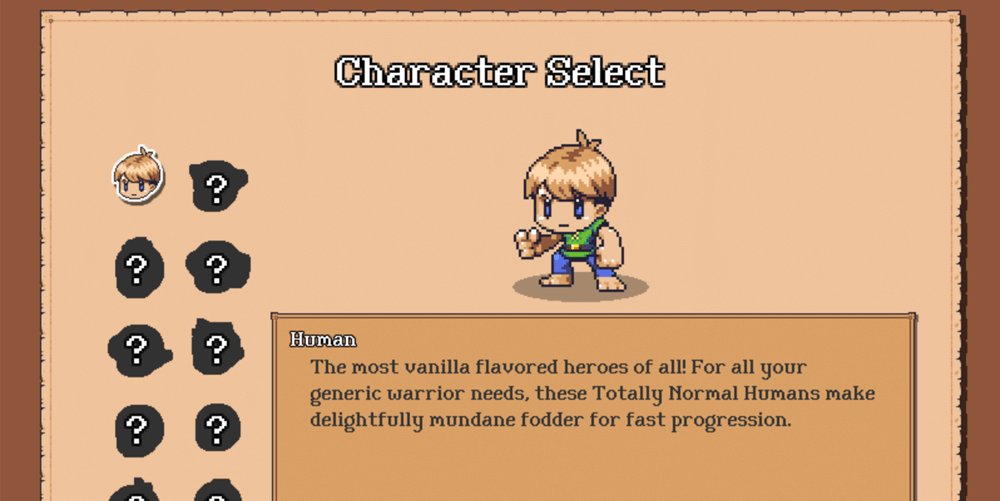 Character Select
?
? ?
? ?
? ?
? ?
Human
The most vanilla flavored heroes of all! For all your
generic warrior needs, these Totally Normal Humans make
delightfully mundane fodder for fast progression.